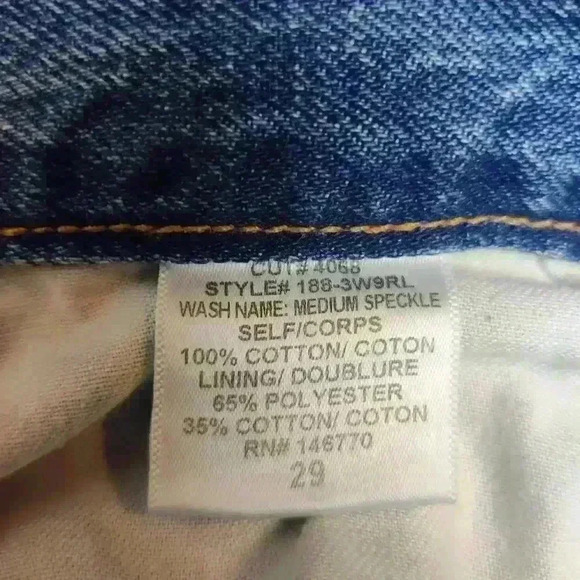 CUT# 4068
STYLE# 188-3W9RL
WASH NAME: MEDIUM SPECKLE
SELF/CORPS
100% COTTON/ COTON
LINING/ DOUBLURE
65% POLYESTER
35% COTTON/ COTON
RN# 146770
29